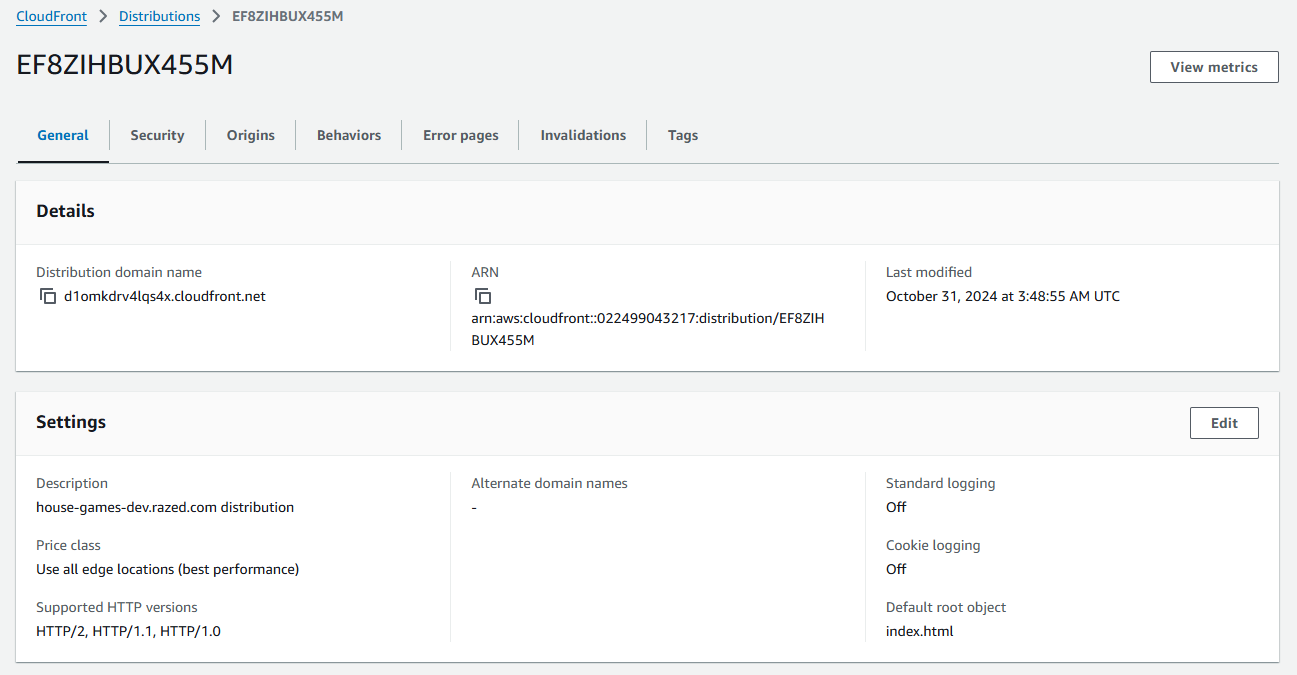 CloudFront > Distributions > EF8ZIHBUX455M
EF8ZIHBUX455M
View metrics
General
Security
Origins
Behaviors
Error pages
Invalidations
Tags
Details
Distribution domain name
d1omkdrv4lqs4x.cloudfront.net
ARN
arn:aws:cloudfront::022499043217:distribution/EF8ZIH
BUX455M
Last modified
October 31, 2024 at 3:48:55 AM UTC
Settings
Edit
Description
house-games-dev.razed.com distribution
Price class
Use all edge locations (best performance)
Supported HTTP versions
HTTP/2, HTTP/1.1, HTTP/1.0
Alternate domain names
-
Standard logging
Off
Cookie logging
Off
Default root object
index.html